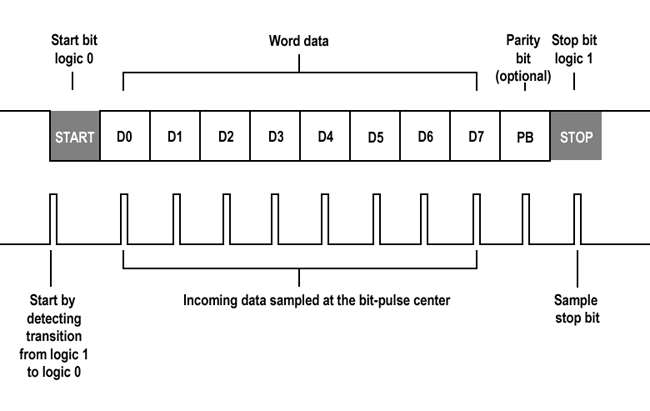 Start bit
logic 0
Word data
Parity
bit
(optional)
Stop bit
logic 1
START
D0
D1
D2
D3
D4
D5
D6
D7
PB
STOP
Start by
detecting
transition
from logic 1
to logic 0
Incoming data sampled at the bit-pulse center
Sample
stop bit